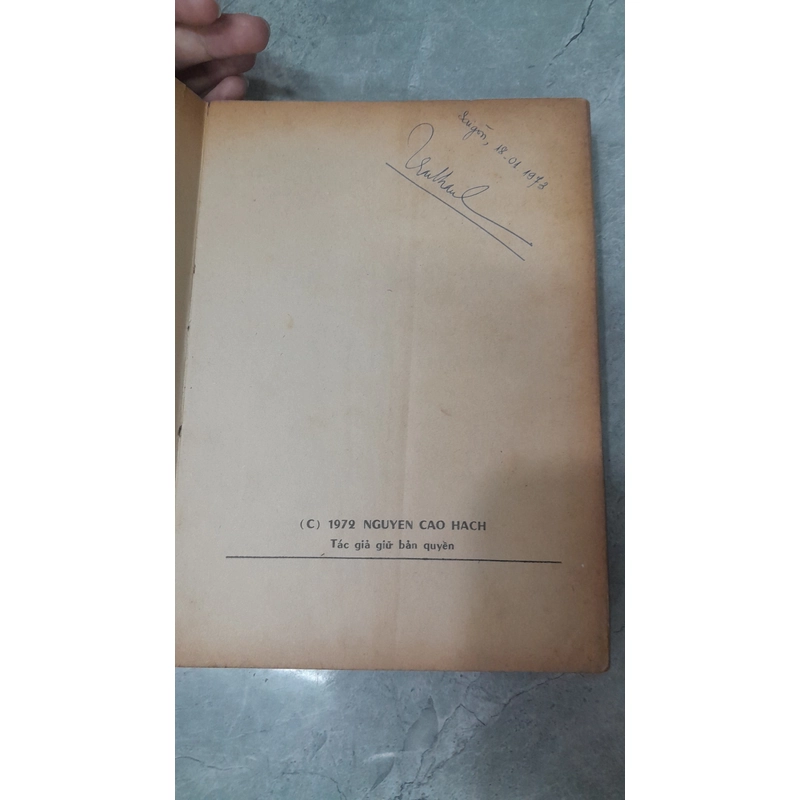 Saigon, 18-01 1973
(C) 1972 NGUYEN CAO HACH
Tác giả giữ bản quyền